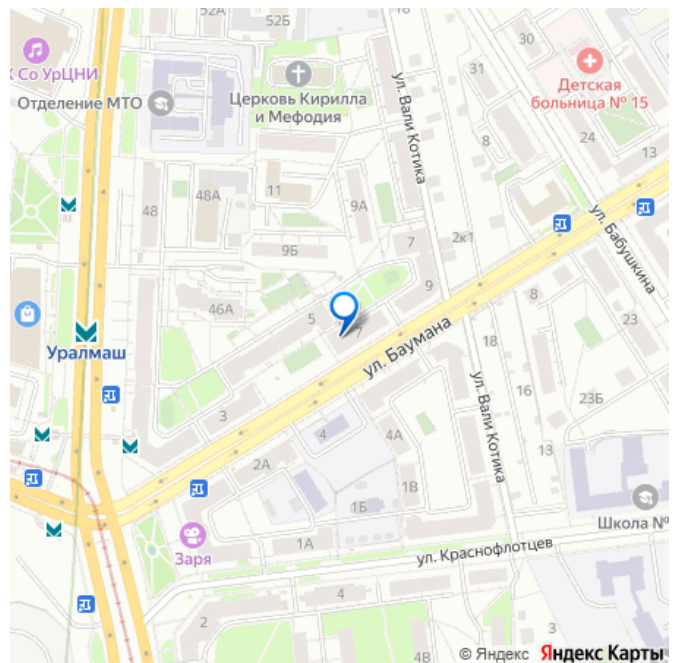 52А
52Б
16
30
К Со УрЦНИ
Отделение МТО
Церковь Кирилла
и Мефодия
31
Детская
больница № 15
ул. Вали Котика
8
24
13
48
48А
11
9А
ул. Бабушкина
9Б
7
2к1
46А
5
9
7
8
Уралмаш
ул. Баумана
18
23
3
ул. Вали Котика
16
23Б
4
4А
2А
13
1В
1Б
Школа №
Заря
1А
ул. Краснофлотцев
4
2
3
4В
© Яндекс Яндекс Карты